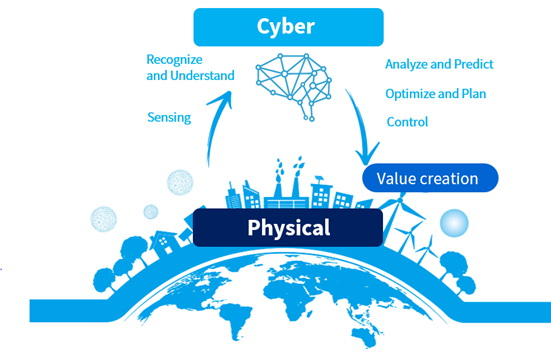 Cyber
Recognize
and Understand
Sensing
Analyze and Predict
Optimize and Plan
Control
Value creation
Physical